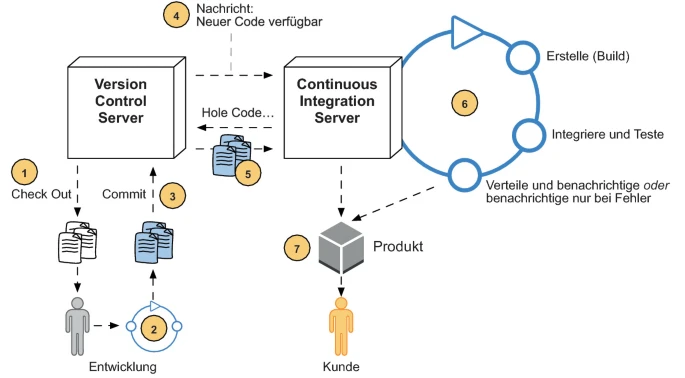 4
Nachricht:
Neuer Code verfügbar
Version
Control
Server
Continuous
Integration
Server
Erstelle (Build)
6
Hole Code…
Integriere und Teste
1
Check Out
Commit
3
5
Verteile und benachrichtige oder
benachrichtige nur bei Fehler
7
Produkt
2
Entwicklung
Kunde